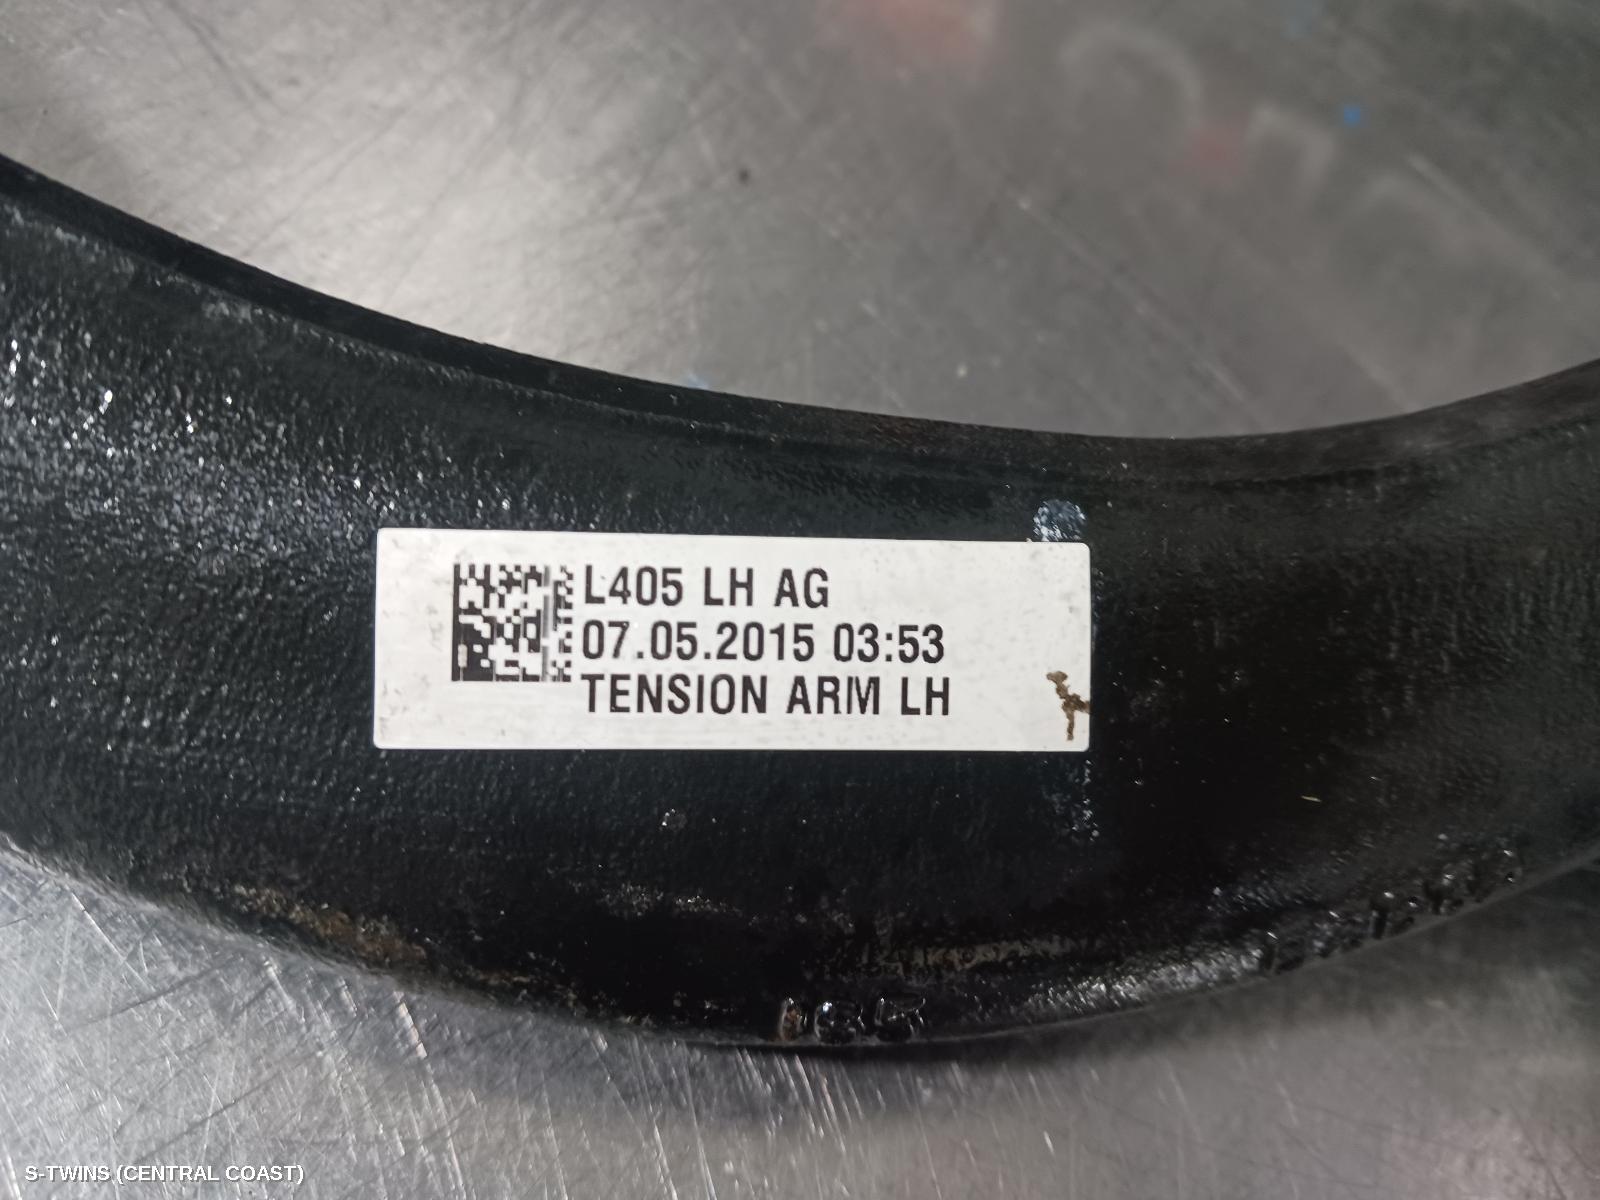 L405 LH AG
07.05.2015 03:53
TENSION ARM LH
S-TWINS (CENTRAL COAST)